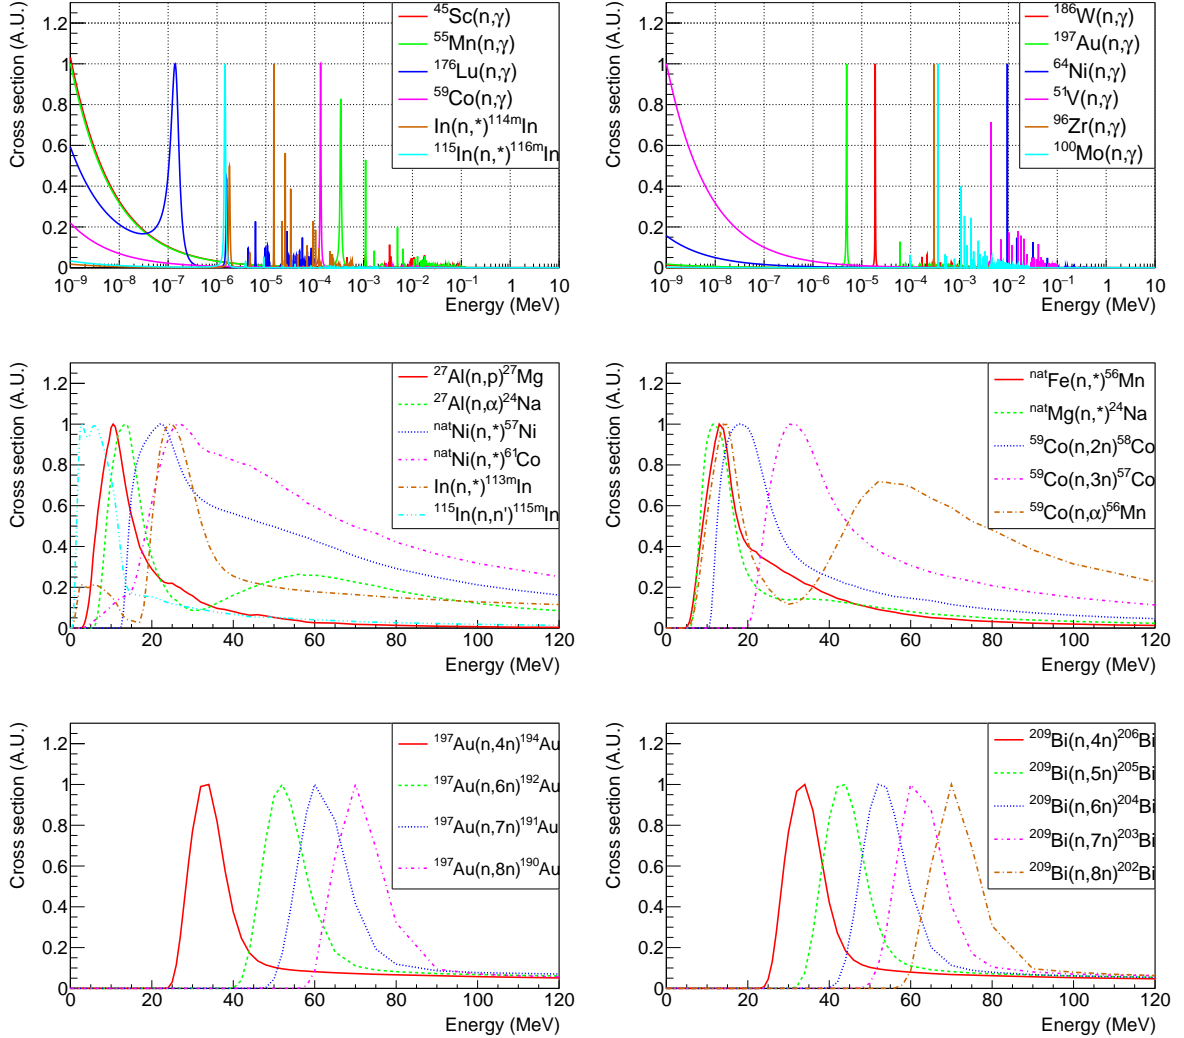 Cross section (A.U.)
1.2
1
0.8
0.6
0.4
0.2
0
10⁻⁹ 10⁻⁸ 10⁻⁷ 10⁻⁶ 10⁻⁵ 10⁻⁴ 10⁻³ 10⁻² 10⁻¹ 1 10
Energy (MeV)
⁴⁵Sc(n,γ)
⁵⁵Mn(n,γ)
¹⁷⁶Lu(n,γ)
⁵⁹Co(n,γ)
In(n,*)¹¹⁴ᵐIn
¹¹⁵In(n,*)¹¹⁶ᵐIn
Cross section (A.U.)
1.2
1
0.8
0.6
0.4
0.2
0
10⁻⁹ 10⁻⁸ 10⁻⁷ 10⁻⁶ 10⁻⁵ 10⁻⁴ 10⁻³ 10⁻² 10⁻¹ 1 10
Energy (MeV)
¹⁸⁶W(n,γ)
¹⁹⁷Au(n,γ)
⁶⁴Ni(n,γ)
⁵¹V(n,γ)
⁹⁶Zr(n,γ)
¹⁰⁰Mo(n,γ)
Cross section (A.U.)
1.2
1
0.8
0.6
0.4
0.2
0
0 20 40 60 80 100 120
Energy (MeV)
²⁷Al(n,p)²⁷Mg
²⁷Al(n,α)²⁴Na
ⁿᵃᵗNi(n,*)⁵⁷Ni
ⁿᵃᵗNi(n,*)⁶¹Co
In(n,*)¹¹³ᵐIn
¹¹⁵In(n,n')¹¹⁵ᵐIn
Cross section (A.U.)
1.2
1
0.8
0.6
0.4
0.2
0
0 20 40 60 80 100 120
Energy (MeV)
ⁿᵃᵗFe(n,*)⁵⁶Mn
ⁿᵃᵗMg(n,*)²⁴Na
⁵⁹Co(n,2n)⁵⁸Co
⁵⁹Co(n,3n)⁵⁷Co
⁵⁹Co(n,α)⁵⁶Mn
Cross section (A.U.)
1.2
1
0.8
0.6
0.4
0.2
0
0 20 40 60 80 100 120
Energy (MeV)
¹⁹⁷Au(n,4n)¹⁹⁴Au
¹⁹⁷Au(n,6n)¹⁹²Au
¹⁹⁷Au(n,7n)¹⁹¹Au
¹⁹⁷Au(n,8n)¹⁹⁰Au
Cross section (A.U.)
1.2
1
0.8
0.6
0.4
0.2
0
0 20 40 60 80 100 120
Energy (MeV)
²⁰⁹Bi(n,4n)²⁰⁶Bi
²⁰⁹Bi(n,5n)²⁰⁵Bi
²⁰⁹Bi(n,6n)²⁰⁴Bi
²⁰⁹Bi(n,7n)²⁰³Bi
²⁰⁹Bi(n,8n)²⁰²Bi